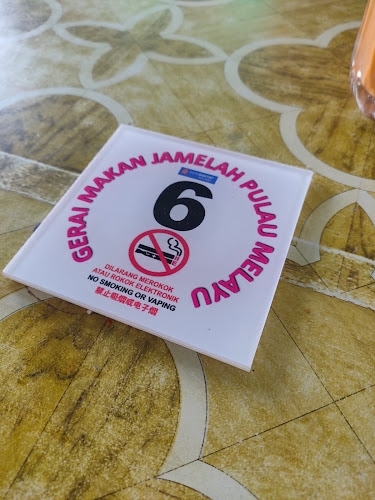 GERAI MAKAN JAMELAH PULAU MELAYU
6
DILARANG MEROKOK
ATAU ROKOK ELEKTRONIK
NO SMOKING OR VAPING
禁止吸烟或电子烟